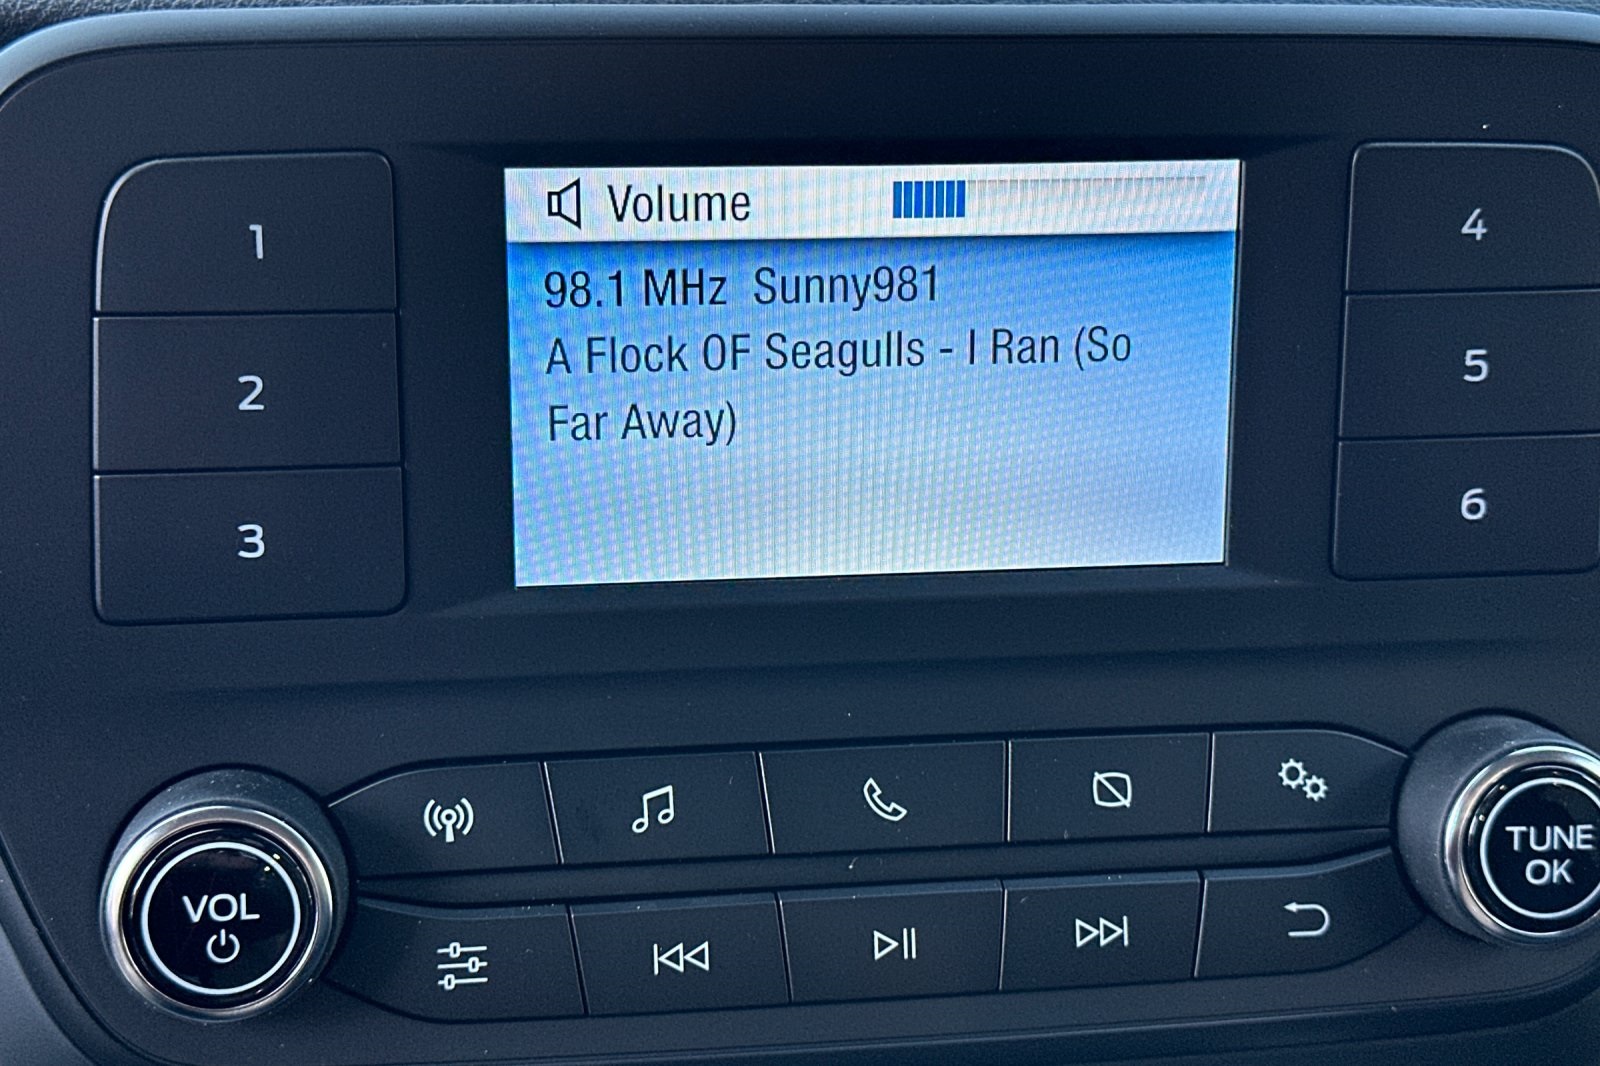 Volume
98.1 MHz Sunny981
A Flock OF Seagulls - I Ran (So
Far Away)
1
2
3
4
5
6
VOL
TUNE
OK